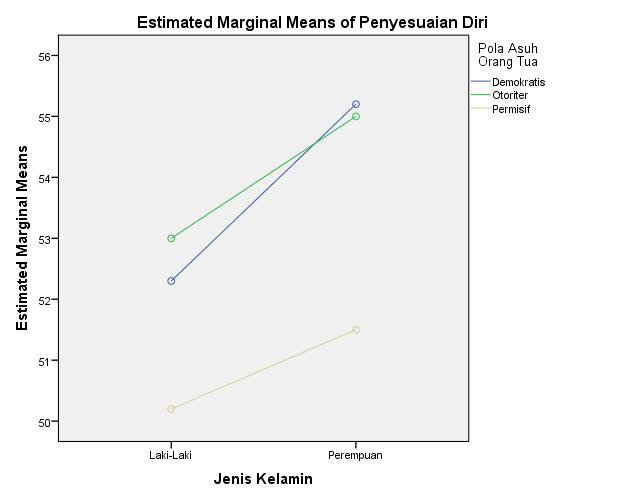 Estimated Marginal Means of Penyesuaian Diri
Pola Asuh
Orang Tua
Demokratis
Otoriter
Permisif
Estimated Marginal Means
56
55
54
53
52
51
50
Laki-Laki
Perempuan
Jenis Kelamin